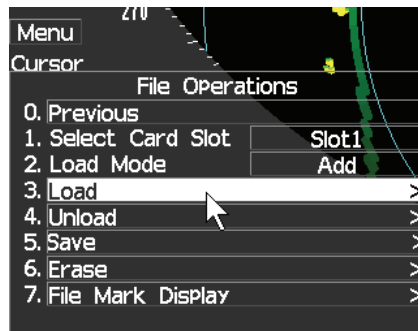 270
Menu
Cursor
File Operations
0. Previous
1. Select Card Slot Slot1
2. Load Mode Add
3. Load >
4. Unload >
5. Save >
6. Erase >
7. File Mark Display >